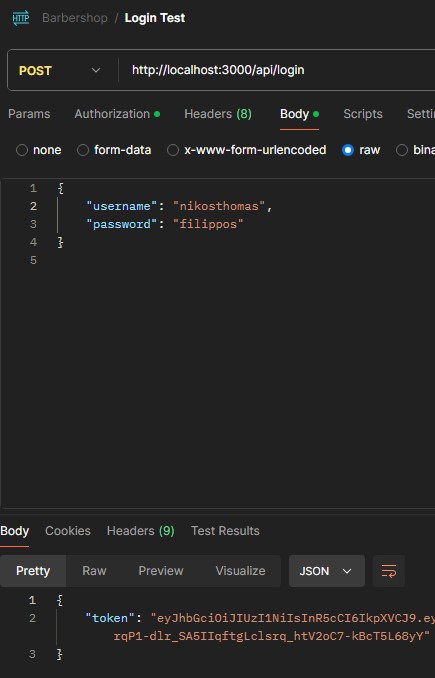 HTTP Barbershop / Login Test
POST http://localhost:3000/api/login
Params Authorization Headers (8) Body Scripts Setti
none form-data x-www-form-urlencoded raw bina
1 {
2 "username": "nikosthomas",
3 "password": "filippos"
4 }
5
Body Cookies Headers (9) Test Results
Pretty Raw Preview Visualize JSON
1 {
2 "token": "eyJhbGciOiJIUzI1NiIsInR5cCI6IkpXVCJ9.ey
rqP1-dlr_SA5IIqftgLclsrq_htV2oC7-kBcT5L68yY"
3 }